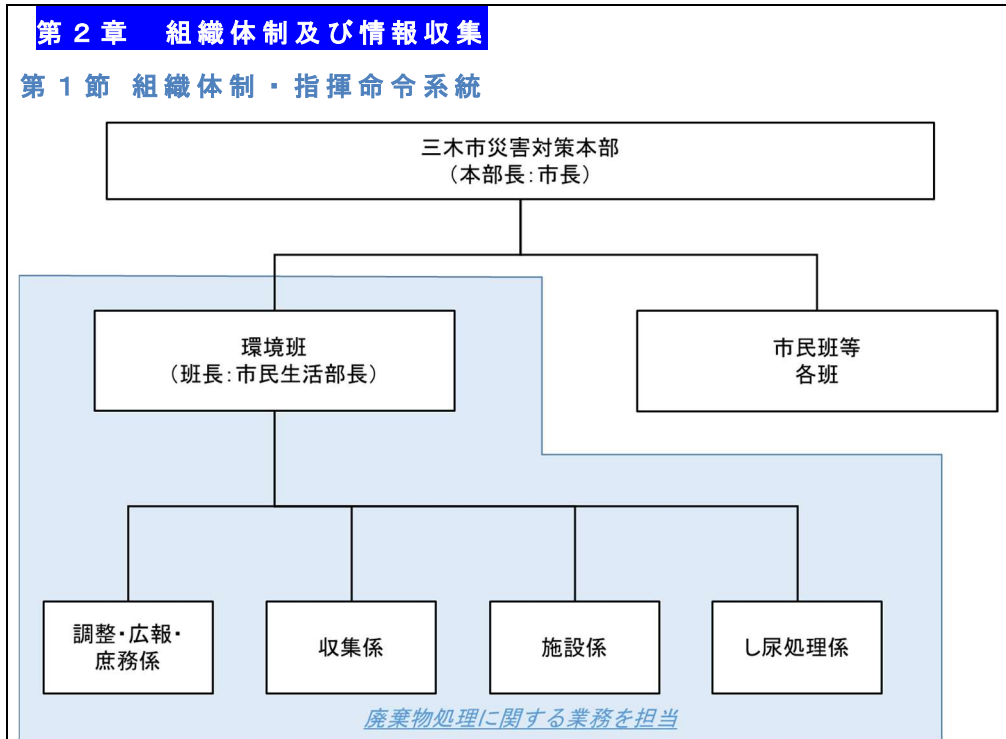 第２章　組織体制及び情報収集
第１節 組織体制・指揮命令系統
三木市災害対策本部
（本部長：市長）
環境班
（班長：市民生活部長）
市民班等
各班
調整・広報・
庶務係
収集係
施設係
し尿処理係
廃棄物処理に関する業務を担当